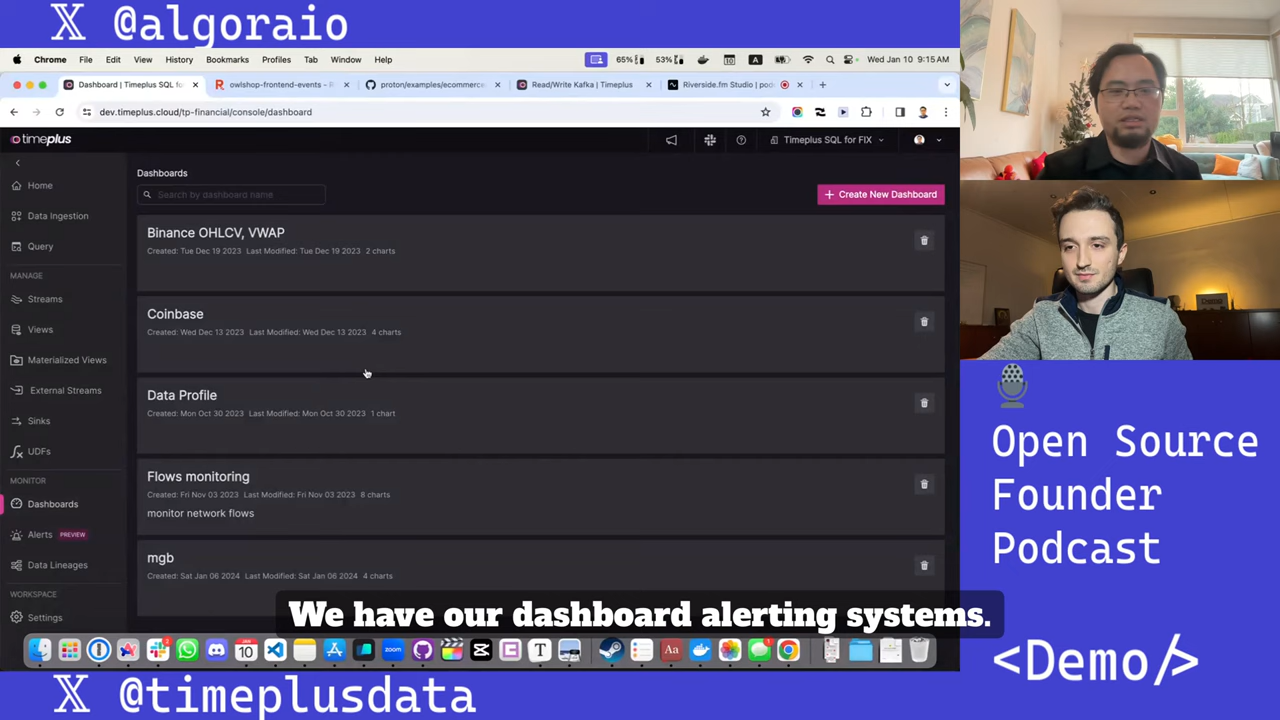 𝕏 @algoraio
Chrome File Edit View History Bookmarks Profiles Tab Window Help 65% 53% 10 A Wed Jan 10 9:15 AM
Dashboard | Timeplus SQL fo × owlshop-frontend-events – R × proton/examples/ecommerce × Read/Write Kafka | Timeplus × Riverside.fm Studio | po × +
dev.timeplus.cloud/tp-financial/console/dashboard
timeplus
Timeplus SQL for FIX
Home
Data Ingestion
Query
MANAGE
Streams
Views
Materialized Views
External Streams
Sinks
UDFs
MONITOR
Dashboards
Alerts PREVIEW
Data Lineages
WORKSPACE
Settings
Dashboards
Search by dashboard name
+ Create New Dashboard
Binance OHLCV, VWAP
Created: Tue Dec 19 2023 Last Modified: Tue Dec 19 2023 2 charts
Coinbase
Created: Wed Dec 13 2023 Last Modified: Wed Dec 13 2023 4 charts
Data Profile
Created: Mon Oct 30 2023 Last Modified: Mon Oct 30 2023 1 chart
Flows monitoring
Created: Fri Nov 03 2023 Last Modified: Fri Nov 03 2023 8 charts
monitor network flows
mgb
Created: Sat Jan 06 2024 Last Modified: Sat Jan 06 2024 4 charts
We have our dashboard alerting systems.
Open Source
Founder
Podcast
<Demo/>
𝕏 @timeplusdata